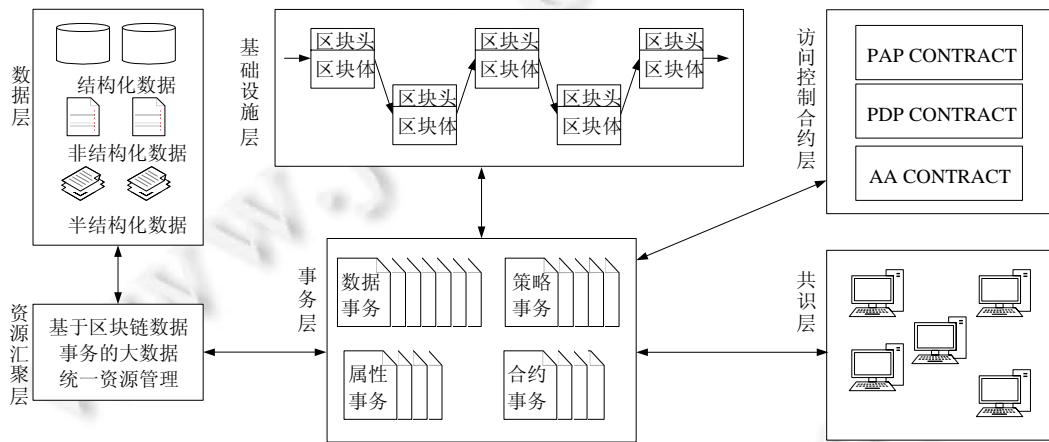 数据层
结构化数据
非结构化数据
半结构化数据
基础设施层
区块头
区块体
区块头
区块体
区块头
区块体
区块头
区块体
区块头
区块体
访问控制合约层
PAP CONTRACT
PDP CONTRACT
AA CONTRACT
资源汇聚层
基于区块链数据
事务的大数据
统一资源管理
事务层
数据
事务
策略
事务
属性
事务
合约
事务
共识层